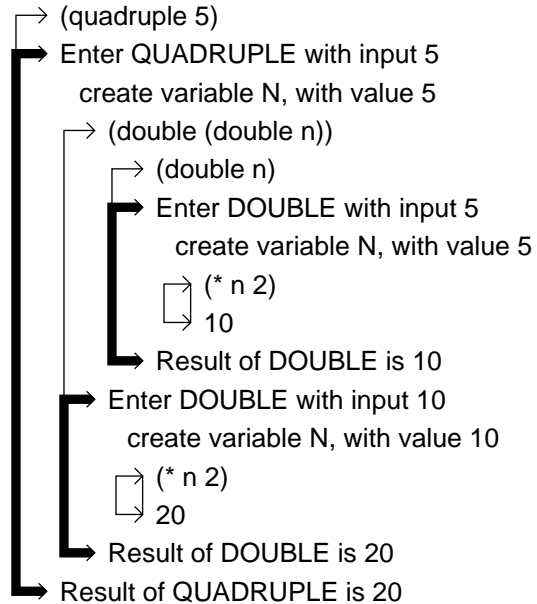 (quadruple 5)
Enter QUADRUPLE with input 5
create variable N, with value 5
(double (double n))
(double n)
Enter DOUBLE with input 5
create variable N, with value 5
(* n 2)
10
Result of DOUBLE is 10
Enter DOUBLE with input 10
create variable N, with value 10
(* n 2)
20
Result of DOUBLE is 20
Result of QUADRUPLE is 20